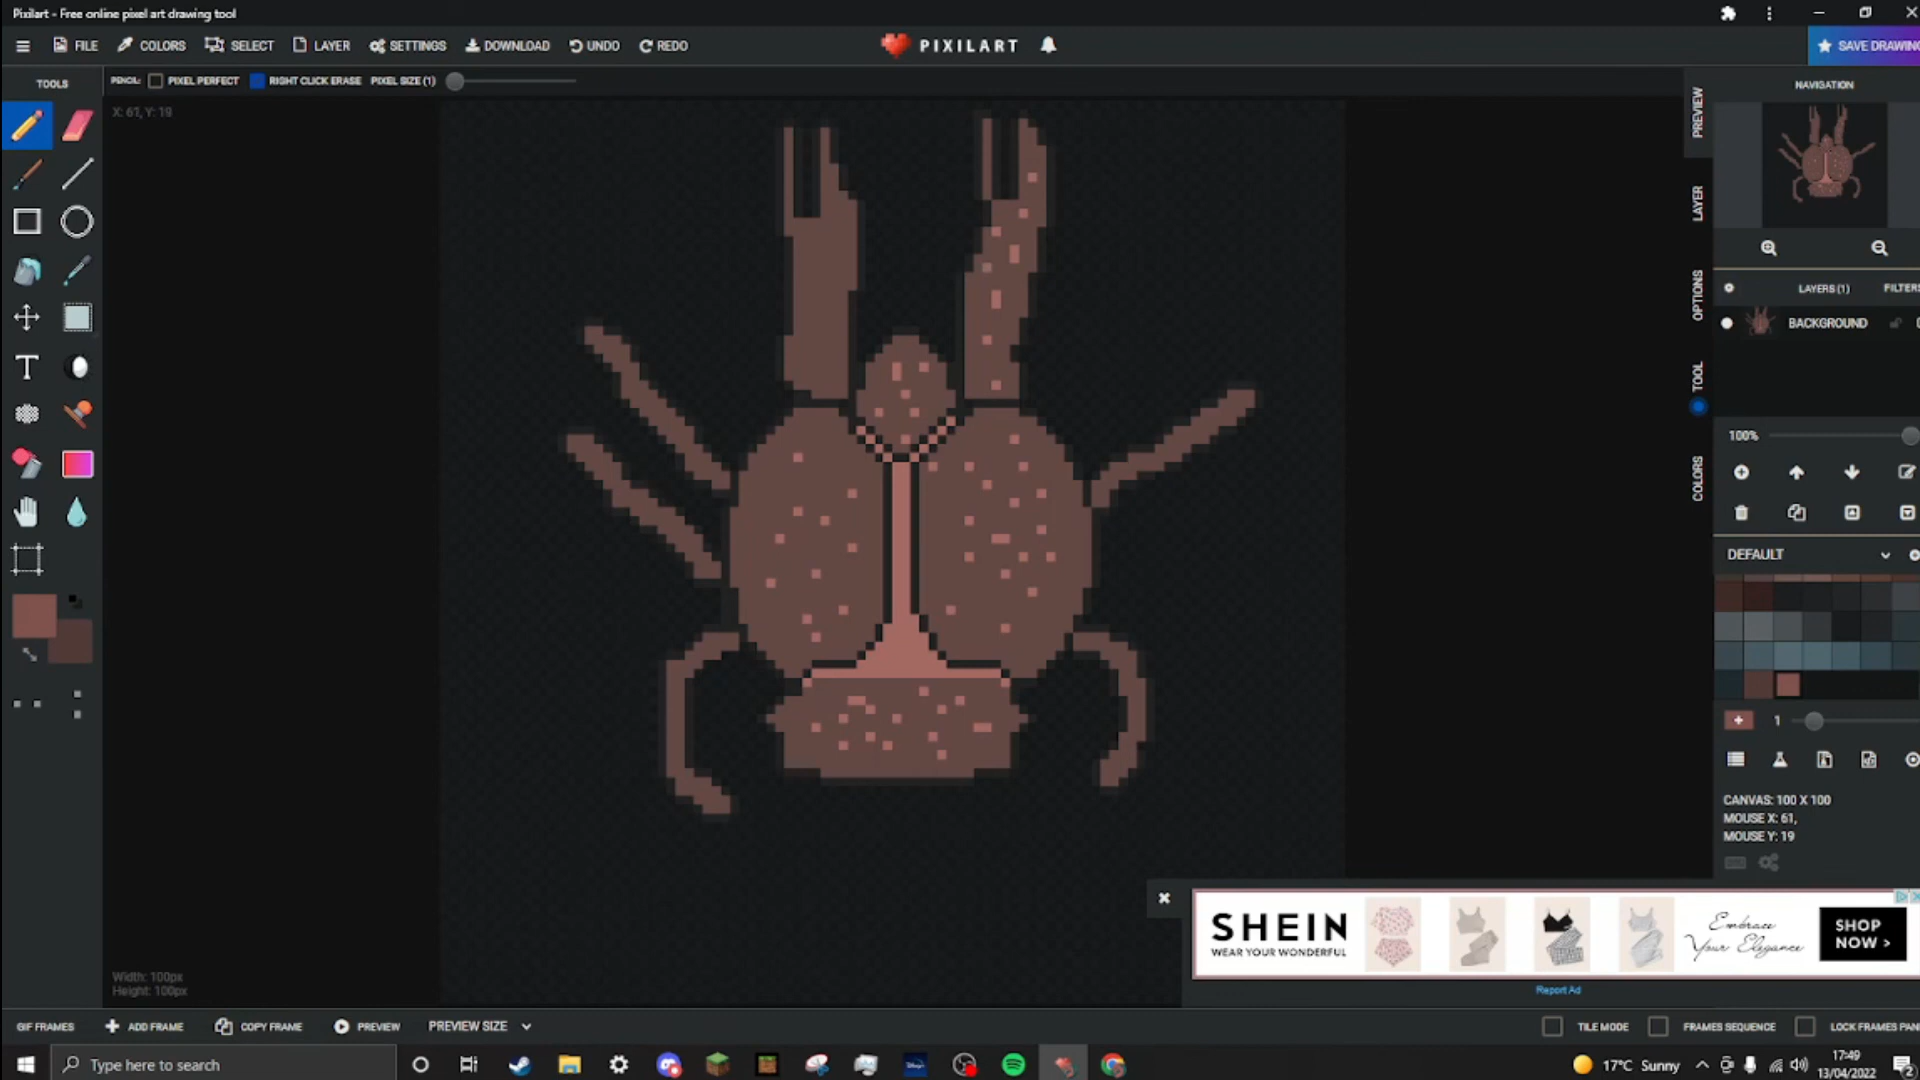 Pixilart - Free online pixel art drawing tool
FILE COLORS SELECT LAYER SETTINGS DOWNLOAD UNDO REDO
PIXILART
SAVE DRAWING
TOOLS
PENCIL: PIXEL PERFECT RIGHT CLICK ERASE PIXEL SIZE (1)
X: 61, Y: 19
PREVIEW
LAYER
OPTIONS
TOOL
COLORS
NAVIGATION
LAYERS (1) FILTERS
BACKGROUND
100%
DEFAULT
1
CANVAS: 100 X 100
MOUSE X: 61,
MOUSE Y: 19
SHEIN
WEAR YOUR WONDERFUL
Embrace
Your Elegance
SHOP
NOW >
Report Ad
Width: 100px
Height: 100px
GIF FRAMES ADD FRAME COPY FRAME PREVIEW PREVIEW SIZE
TILE MODE FRAMES SEQUENCE LOCK FRAMES PAN
Type here to search
17°C Sunny
17:49
13/04/2022
2